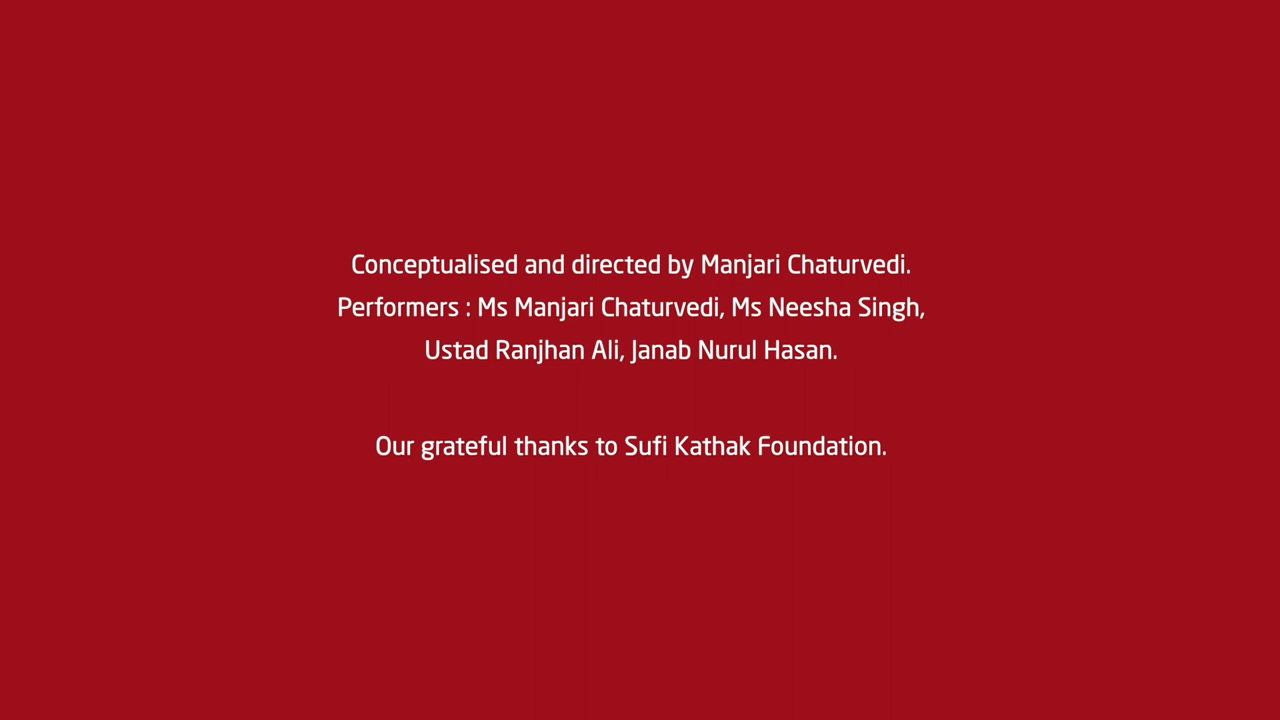 Conceptualised and directed by Manjari Chaturvedi.
Performers : Ms Manjari Chaturvedi, Ms Neesha Singh,
Ustad Ranjhan Ali, Janab Nurul Hasan.
Our grateful thanks to Sufi Kathak Foundation.